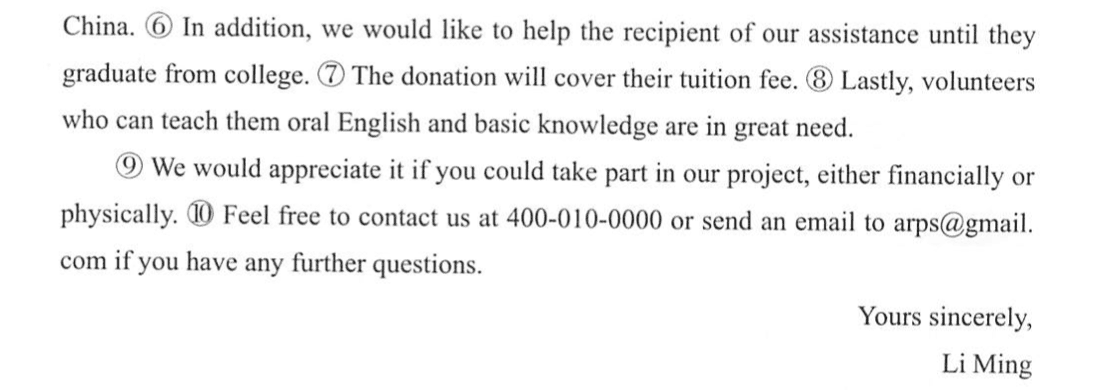 China. ⑥ In addition, we would like to help the recipient of our assistance until they
graduate from college. ⑦ The donation will cover their tuition fee. ⑧ Lastly, volunteers
who can teach them oral English and basic knowledge are in great need.
⑨ We would appreciate it if you could take part in our project, either financially or
physically. ⑩ Feel free to contact us at 400-010-0000 or send an email to arps@gmail.
com if you have any further questions.
Yours sincerely,
Li Ming